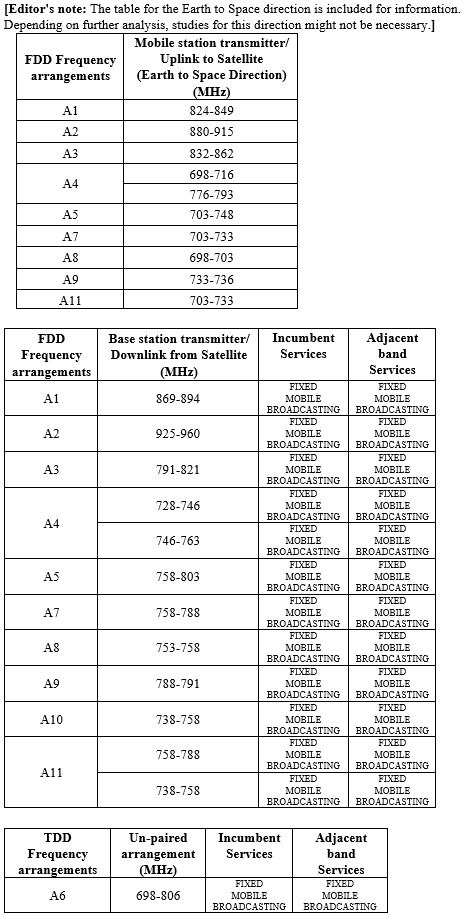 [Editor's note: The table for the Earth to Space direction is included for information.
Depending on further analysis, studies for this direction might not be necessary.]
FDD Frequency arrangements
Mobile station transmitter/
Uplink to Satellite
(Earth to Space Direction)
(MHz)
A1 824-849
A2 880-915
A3 832-862
A4 698-716
776-793
A5 703-748
A7 703-733
A8 698-703
A9 733-736
A11 703-733
FDD
Frequency
arrangements
Base station transmitter/
Downlink from Satellite
(MHz)
Incumbent
Services
Adjacent
band
Services
A1 869-894
FIXED FIXED
MOBILE MOBILE
BROADCASTING BROADCASTING
A2 925-960
FIXED FIXED
MOBILE MOBILE
BROADCASTING BROADCASTING
A3 791-821
FIXED FIXED
MOBILE MOBILE
BROADCASTING BROADCASTING
A4 728-746
FIXED FIXED
MOBILE MOBILE
BROADCASTING BROADCASTING
746-763
FIXED FIXED
MOBILE MOBILE
BROADCASTING BROADCASTING
A5 758-803
FIXED FIXED
MOBILE MOBILE
BROADCASTING BROADCASTING
A7 758-788
FIXED FIXED
MOBILE MOBILE
BROADCASTING BROADCASTING
A8 753-758
FIXED FIXED
MOBILE MOBILE
BROADCASTING BROADCASTING
A9 788-791
FIXED FIXED
MOBILE MOBILE
BROADCASTING BROADCASTING
A10 738-758
FIXED FIXED
MOBILE MOBILE
BROADCASTING BROADCASTING
A11 758-788
FIXED FIXED
MOBILE MOBILE
BROADCASTING BROADCASTING
738-758
FIXED FIXED
MOBILE MOBILE
BROADCASTING BROADCASTING
TDD
Frequency
arrangements
Un-paired
arrangement
(MHz)
Incumbent
Services
Adjacent
band
Services
A6 698-806
FIXED FIXED
MOBILE MOBILE
BROADCASTING BROADCASTING